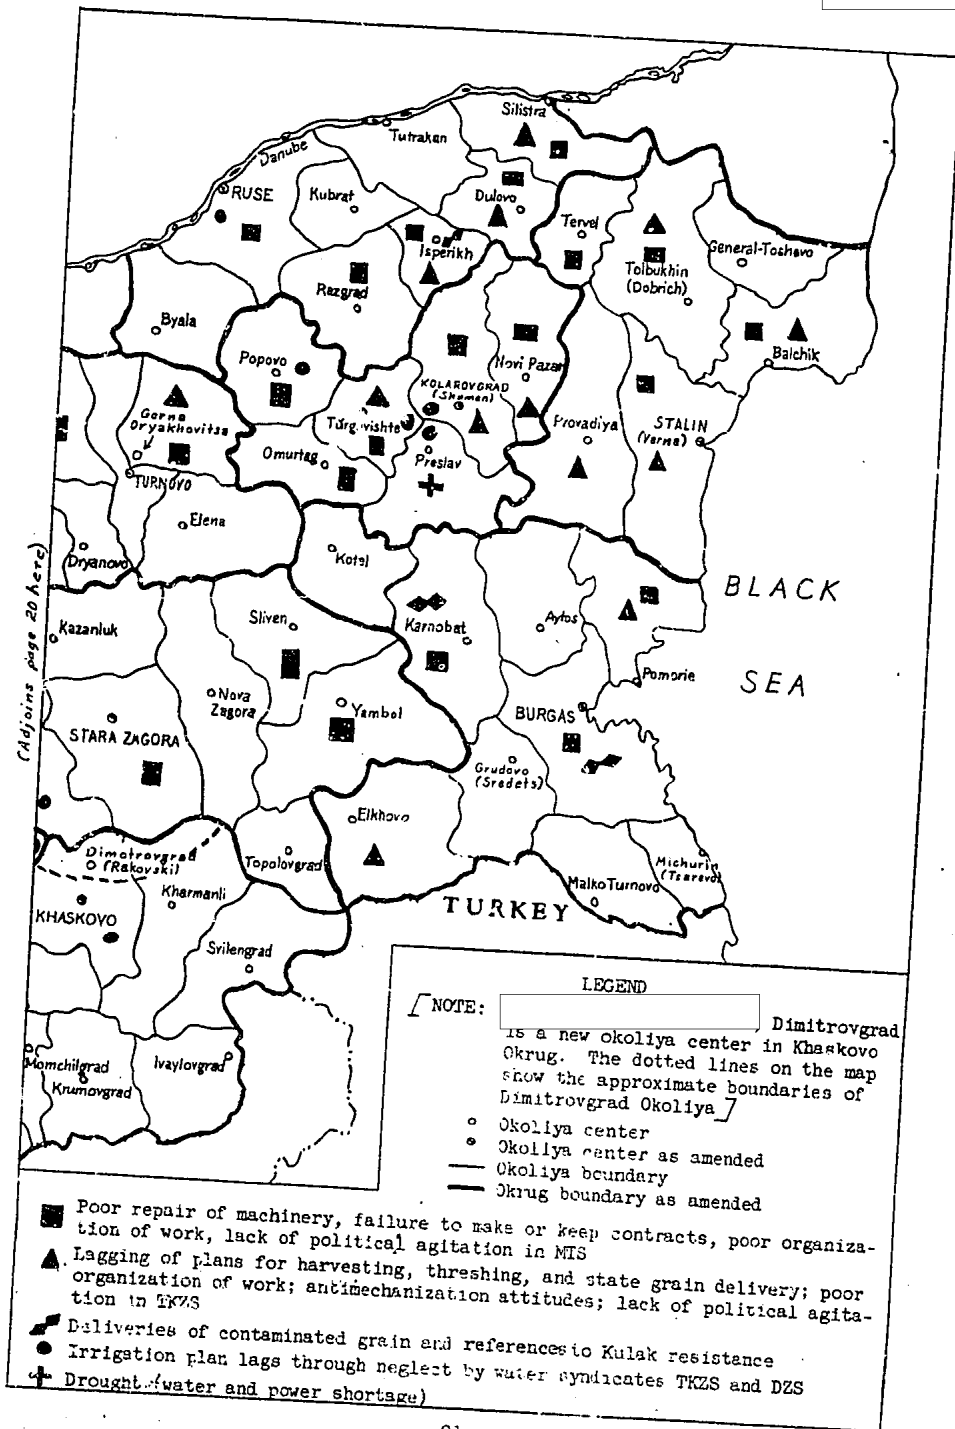 Silistra
Tutrakan
Danube
RUSE
Kubrat
Dulovo
Tervel
Isperikh
General-Toshevo
Tolbukhin
(Dobrich)
Razgrad
Byala
Popovo
Novi Pazar
Balchik
KOLAROVGRAD
(Shumen)
Gorna
Oryakhovitsa
Turgovishte
Provadiya
STALIN
(Varna)
Omurtag
Preslav
TURNOVO
Elena
Dryanovo
Kotel
BLACK
SEA
(Adjoins page 20 here)
Kazanluk
Sliven
Karnobat
Aytos
Pomorie
Nova
Zagora
Yambol
BURGAS
STARA ZAGORA
Grudovo
(Sredets)
Elkhovo
Dimotrovgrad
(Rakovski)
Topolovgrad
Michurin
(Tsarevo)
Kharmanli
Malko Turnovo
KHASKOVO
TURKEY
Svilengrad
Momchilgrad
Ivaylovgrad
Krumovgrad
LEGEND
[NOTE:
, Dimitrovgrad
is a new okoliya center in Khaskovo
Okrug. The dotted lines on the map
show the approximate boundaries of
Dimitrovgrad Okoliya]
Okoliya center
Okoliya center as amended
Okoliya boundary
Okrug boundary as amended
Poor repair of machinery, failure to make or keep contracts, poor organiza-
tion of work, lack of political agitation in MTS
Lagging of plans for harvesting, threshing, and state grain delivery; poor
organization of work; antimechanization attitudes; lack of political agita-
tion in TKZS
Deliveries of contaminated grain and references to Kulak resistance
Irrigation plan lags through neglect by water syndicates TKZS and DZS
Drought (water and power shortage)